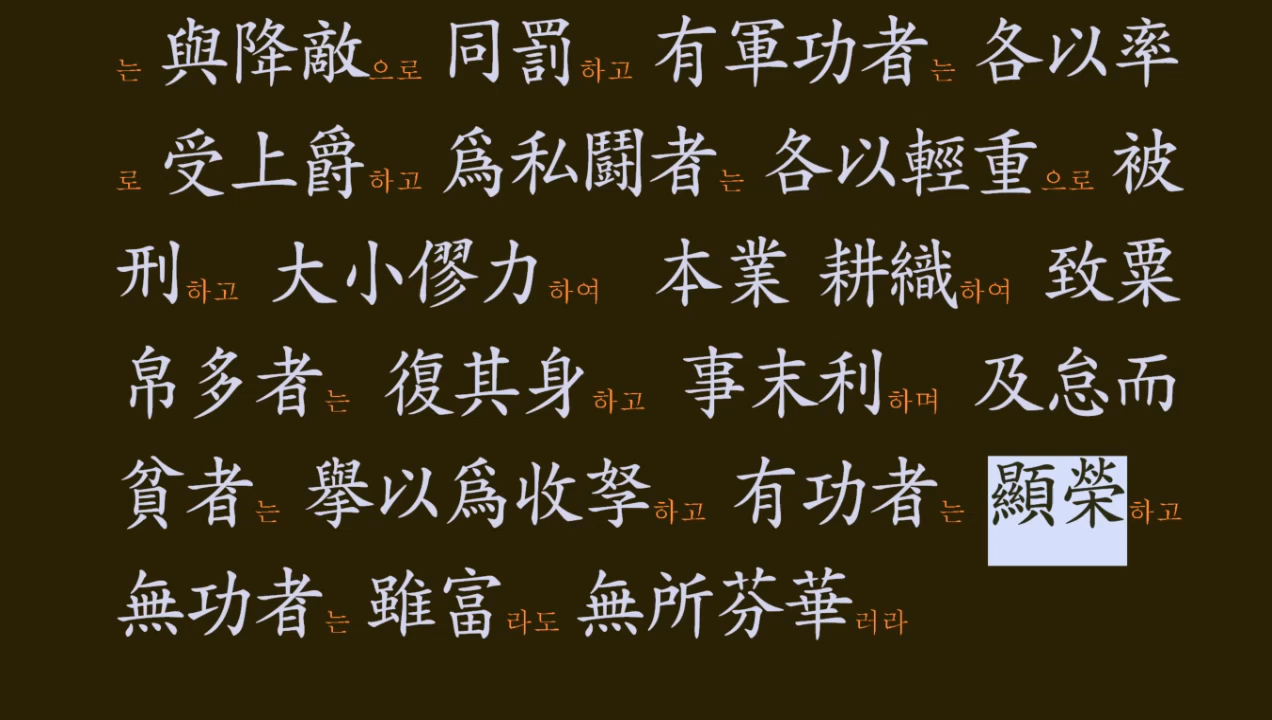 는 與降敵으로 同罰하고 有軍功者는 各以率
로 受上爵하고 爲私鬪者는 各以輕重으로 被
刑하고 大小僇力하여 本業 耕織하여 致粟
帛多者는 復其身하고 事末利하며 及怠而
貧者는 擧以爲收孥하고 有功者는 顯榮하고
無功者는 雖富라도 無所芬華러라